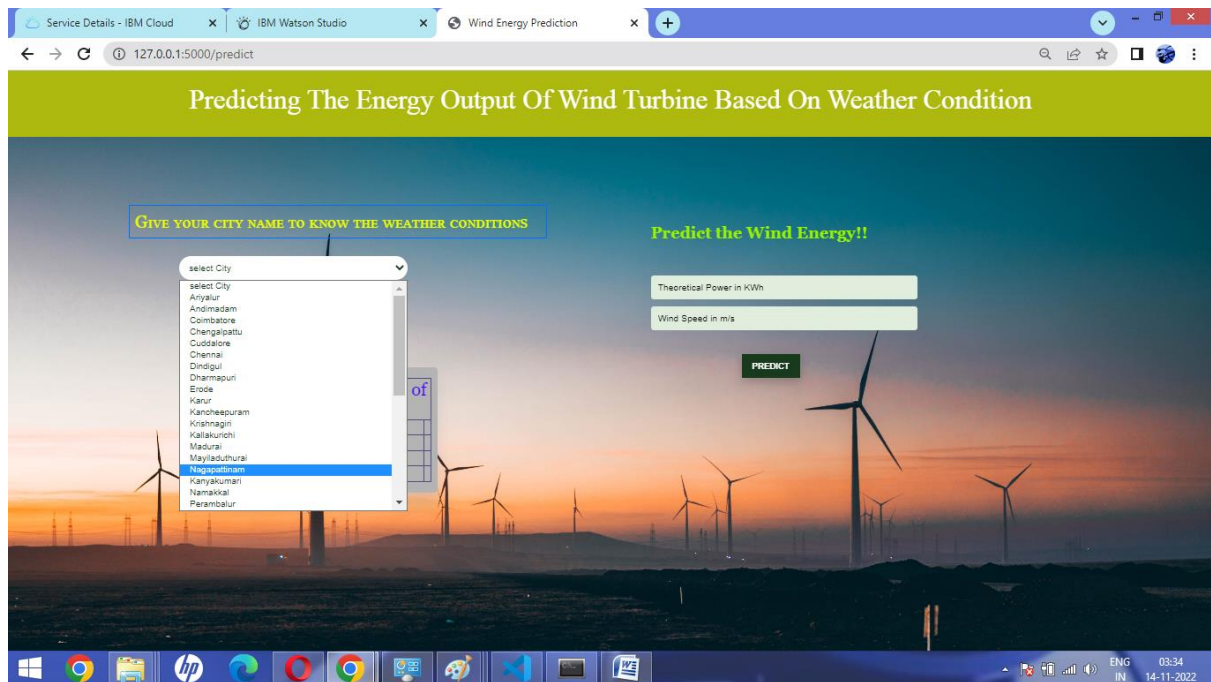 Service Details - IBM Cloud
IBM Watson Studio
Wind Energy Prediction
127.0.0.1:5000/predict
Predicting The Energy Output Of Wind Turbine Based On Weather Condition
Give your city name to know the weather conditions
select City
select City
Ariyalur
Andimadam
Coimbatore
Chengalpattu
Cuddalore
Chennai
Dindigul
Dharmapuri
Erode
Karur
Kancheepuram
Krishnagiri
Kallakurichi
Madurai
Mayiladuthurai
Nagapattinam
Kanyakumari
Namakkal
Perambalur
of
Predict the Wind Energy!!
Theoretical Power in KWh
Wind Speed in m/s
PREDICT
hp
ENG
IN
03:34
14-11-2022